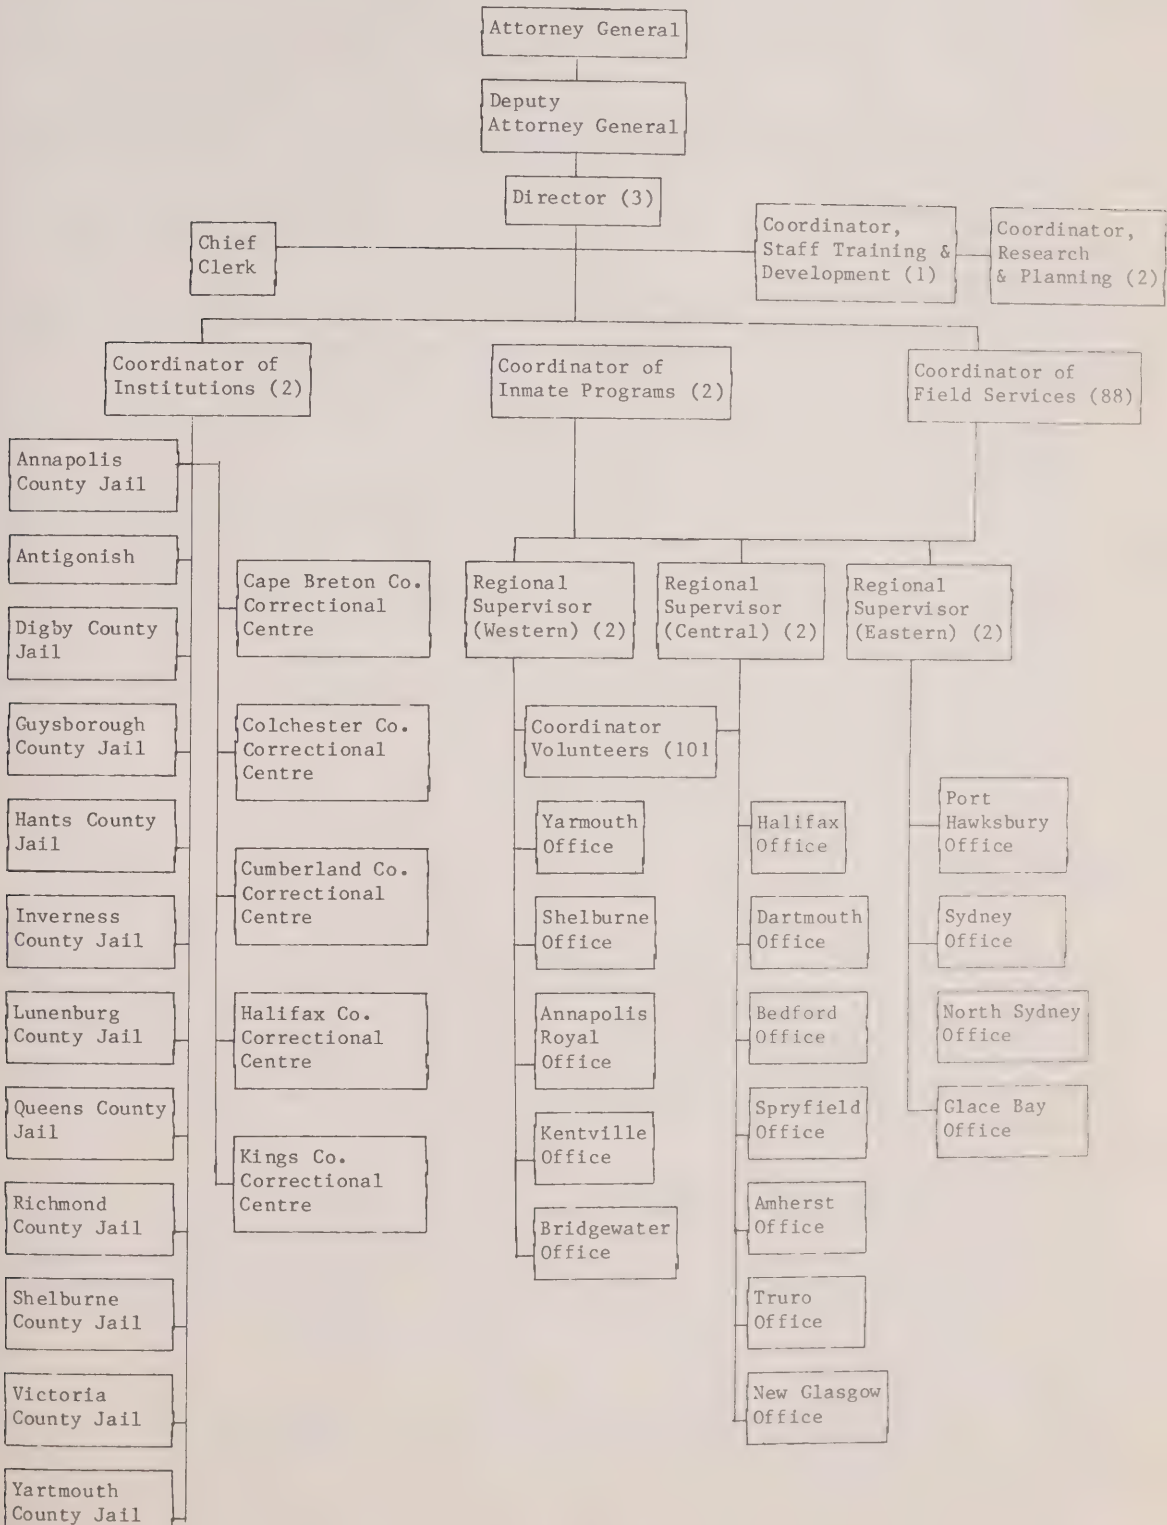 Attorney General
Deputy
Attorney General
Director (3)
Chief
Clerk
Coordinator,
Staff Training &
Development (1)
Coordinator,
Research
& Planning (2)
Coordinator of
Institutions (2)
Coordinator of
Inmate Programs (2)
Coordinator of
Field Services (88)
Annapolis
County Jail
Antigonish
Digby County
Jail
Guysborough
County Jail
Hants County
Jail
Inverness
County Jail
Lunenburg
County Jail
Queens County
Jail
Richmond
County Jail
Shelburne
County Jail
Victoria
County Jail
Yartmouth
County Jail
Cape Breton Co.
Correctional
Centre
Colchester Co.
Correctional
Centre
Cumberland Co.
Correctional
Centre
Halifax Co.
Correctional
Centre
Kings Co.
Correctional
Centre
Regional
Supervisor
(Western) (2)
Regional
Supervisor
(Central) (2)
Regional
Supervisor
(Eastern) (2)
Coordinator
Volunteers (101
Yarmouth
Office
Shelburne
Office
Annapolis
Royal
Office
Kentville
Office
Bridgewater
Office
Halifax
Office
Dartmouth
Office
Bedford
Office
Spryfield
Office
Amherst
Office
Truro
Office
New Glasgow
Office
Port
Hawksbury
Office
Sydney
Office
North Sydney
Office
Glace Bay
Office